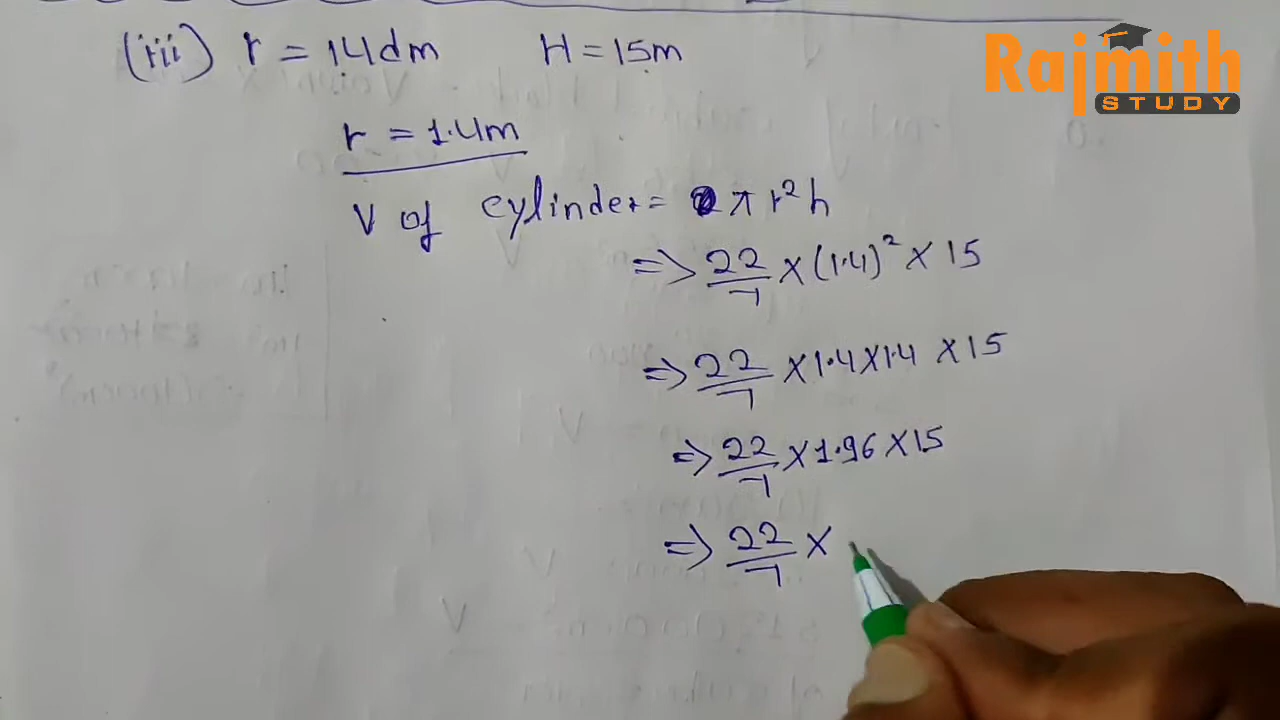 (iii) r = 14dm H = 15m
Rajmith
STUDY
r = 1.4m
V of cylinder = π r² h
=> 22/7 × (1.4)² × 15
=> 22/7 × 1.4 × 1.4 × 15
=> 22/7 × 1.96 × 15
=> 22/7 ×